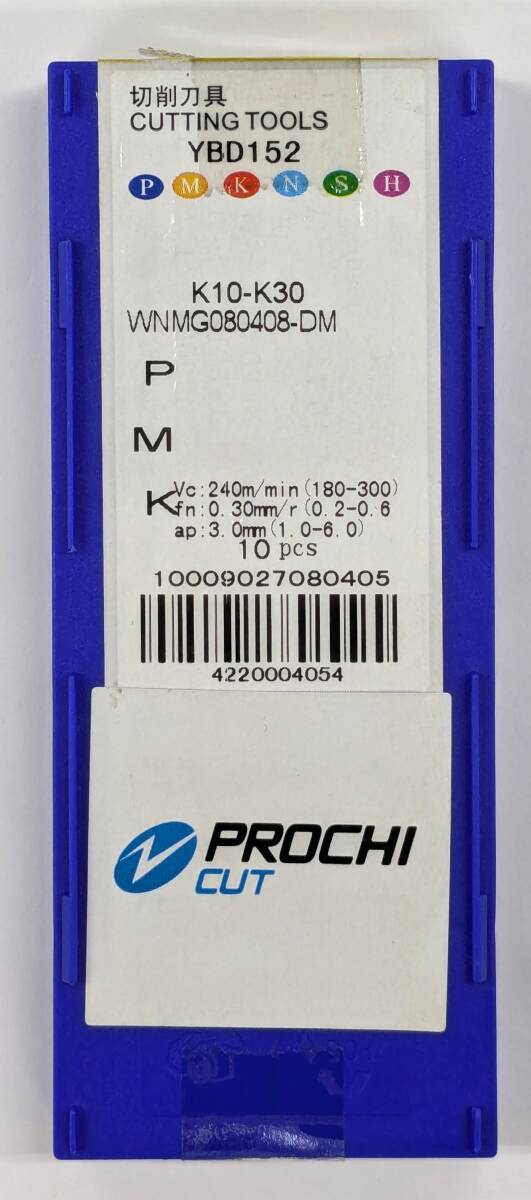 切削刀具
CUTTING TOOLS
YBD152
P M K N S H
K10-K30
WNMG080408-DM
P
M
K
Vc:240m/min(180-300)
fn:0.30mm/r(0.2-0.6
ap:3.0mm(1.0-6.0)
10 pcs
10009027080405
4220004054
PROCHI
CUT